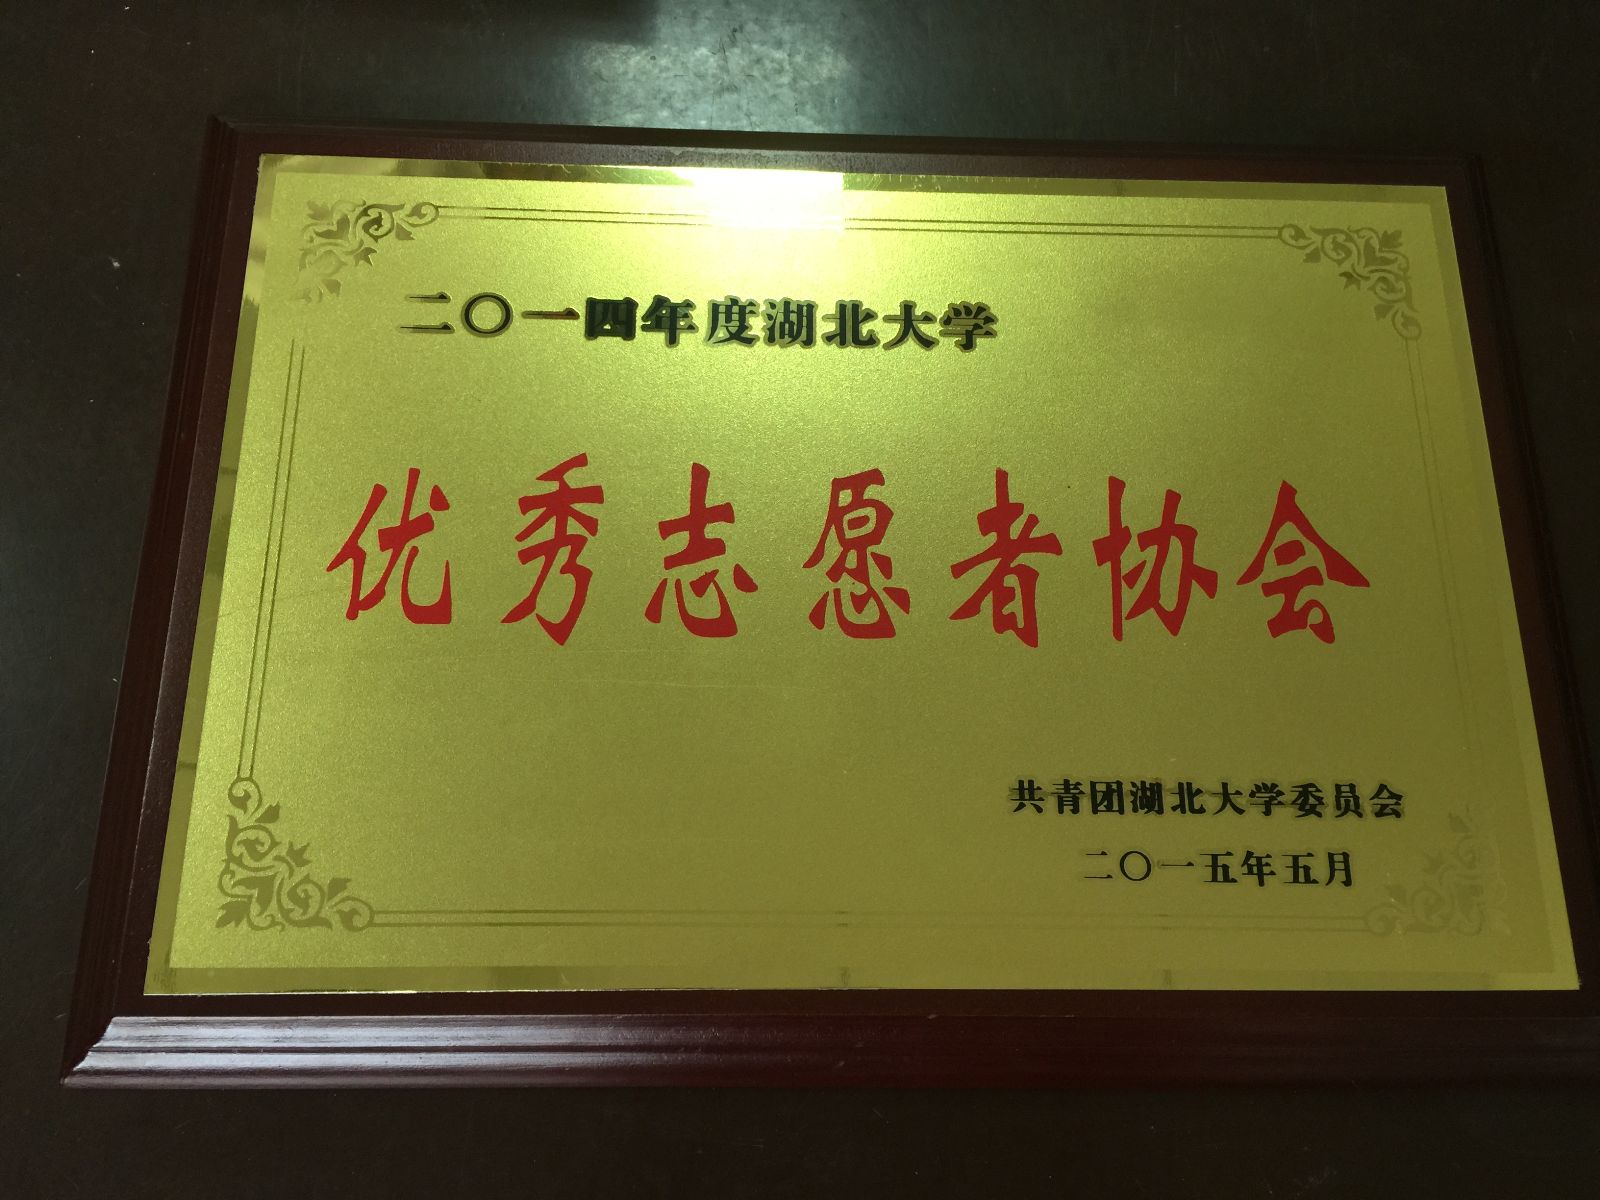 二〇一四年度湖北大学
优秀志愿者协会
共青团湖北大学委员会
二〇一五年五月